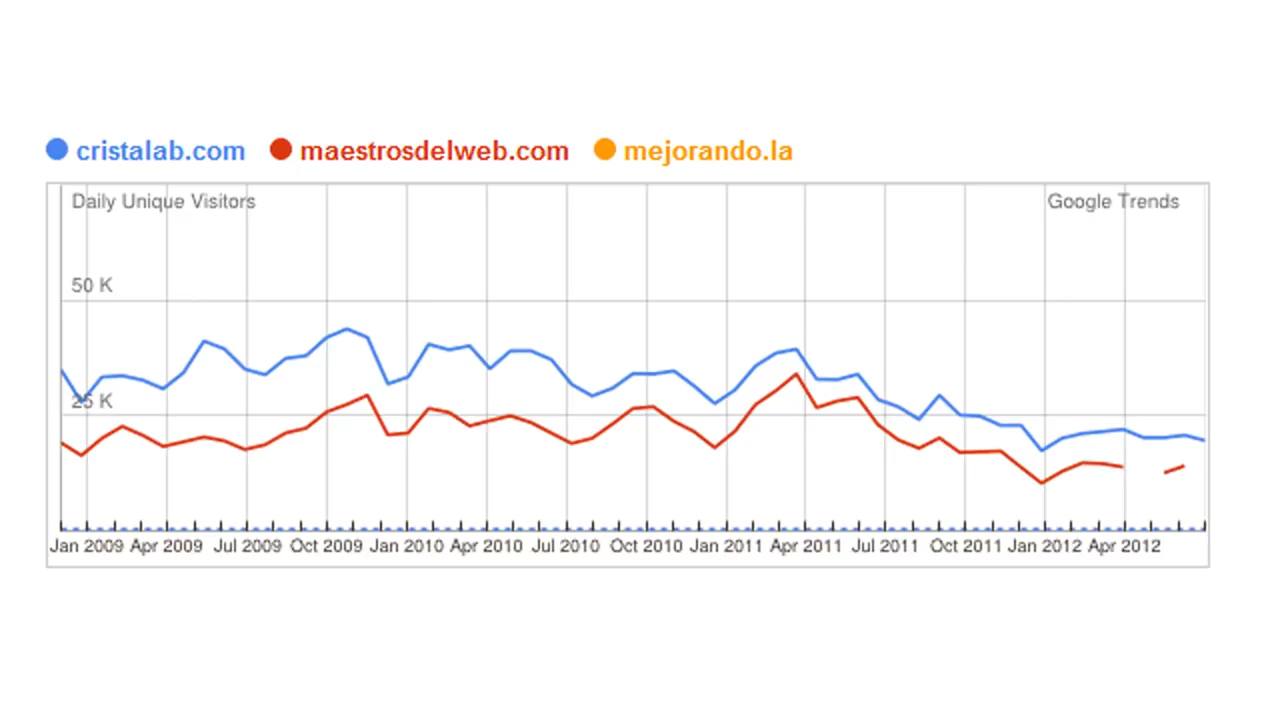 cristalab.com maestrosdelweb.com mejorando.la
Daily Unique Visitors Google Trends
50 K
25 K
Jan 2009 Apr 2009 Jul 2009 Oct 2009 Jan 2010 Apr 2010 Jul 2010 Oct 2010 Jan 2011 Apr 2011 Jul 2011 Oct 2011 Jan 2012 Apr 2012